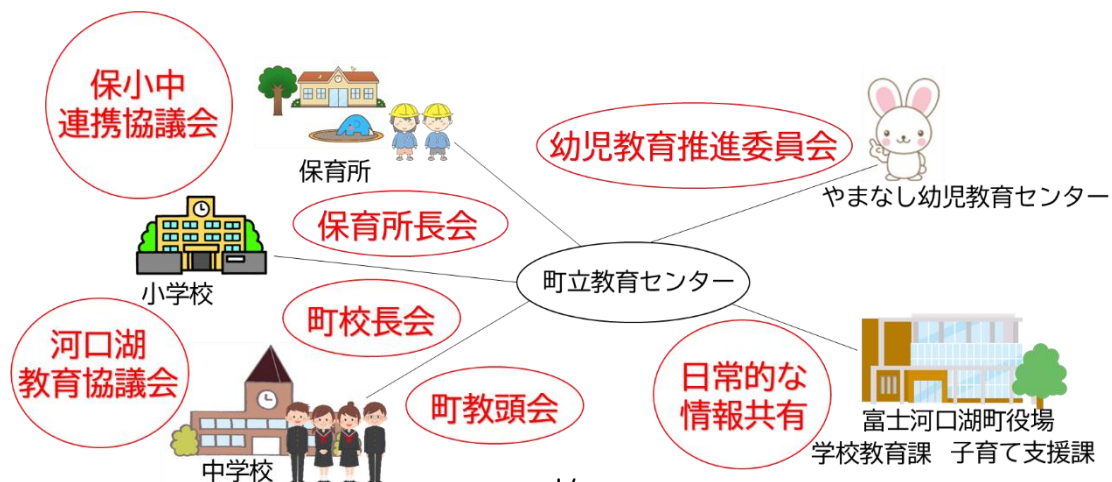 保小中
連携協議会
保育所
幼児教育推進委員会
やまなし幼児教育センター
保育所長会
小学校
町立教育センター
町校長会
河口湖
教育協議会
町教頭会
日常的な
情報共有
中学校
富士河口湖町役場
学校教育課 子育て支援課